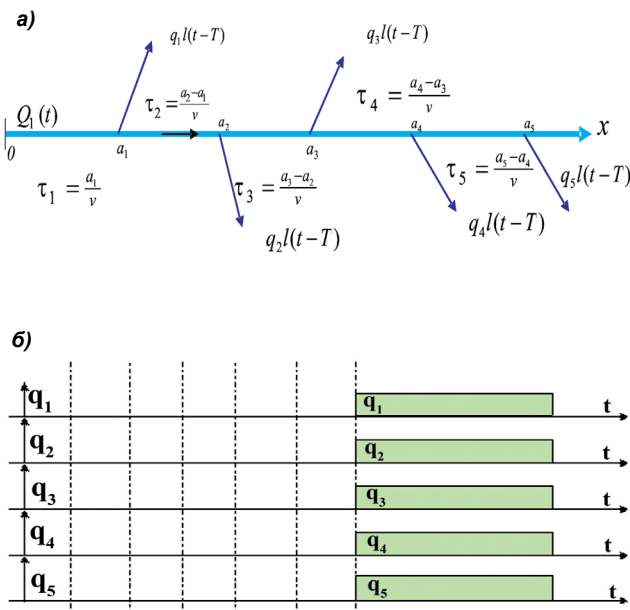 а)
q₁l(t−T)
q₃l(t−T)
Q₁(t)
τ₂ = (a₂−a₁)/v
τ₄ = (a₄−a₃)/v
a₂
a₄
a₅
x
0
a₁
a₃
τ₁ = a₁/v
τ₃ = (a₃−a₂)/v
τ₅ = (a₅−a₄)/v
q₅l(t−T)
q₂l(t−T)
q₄l(t−T)
б)
q₁ q₁ t
q₂ q₂ t
q₃ q₃ t
q₄ q₄ t
q₅ q₅ t